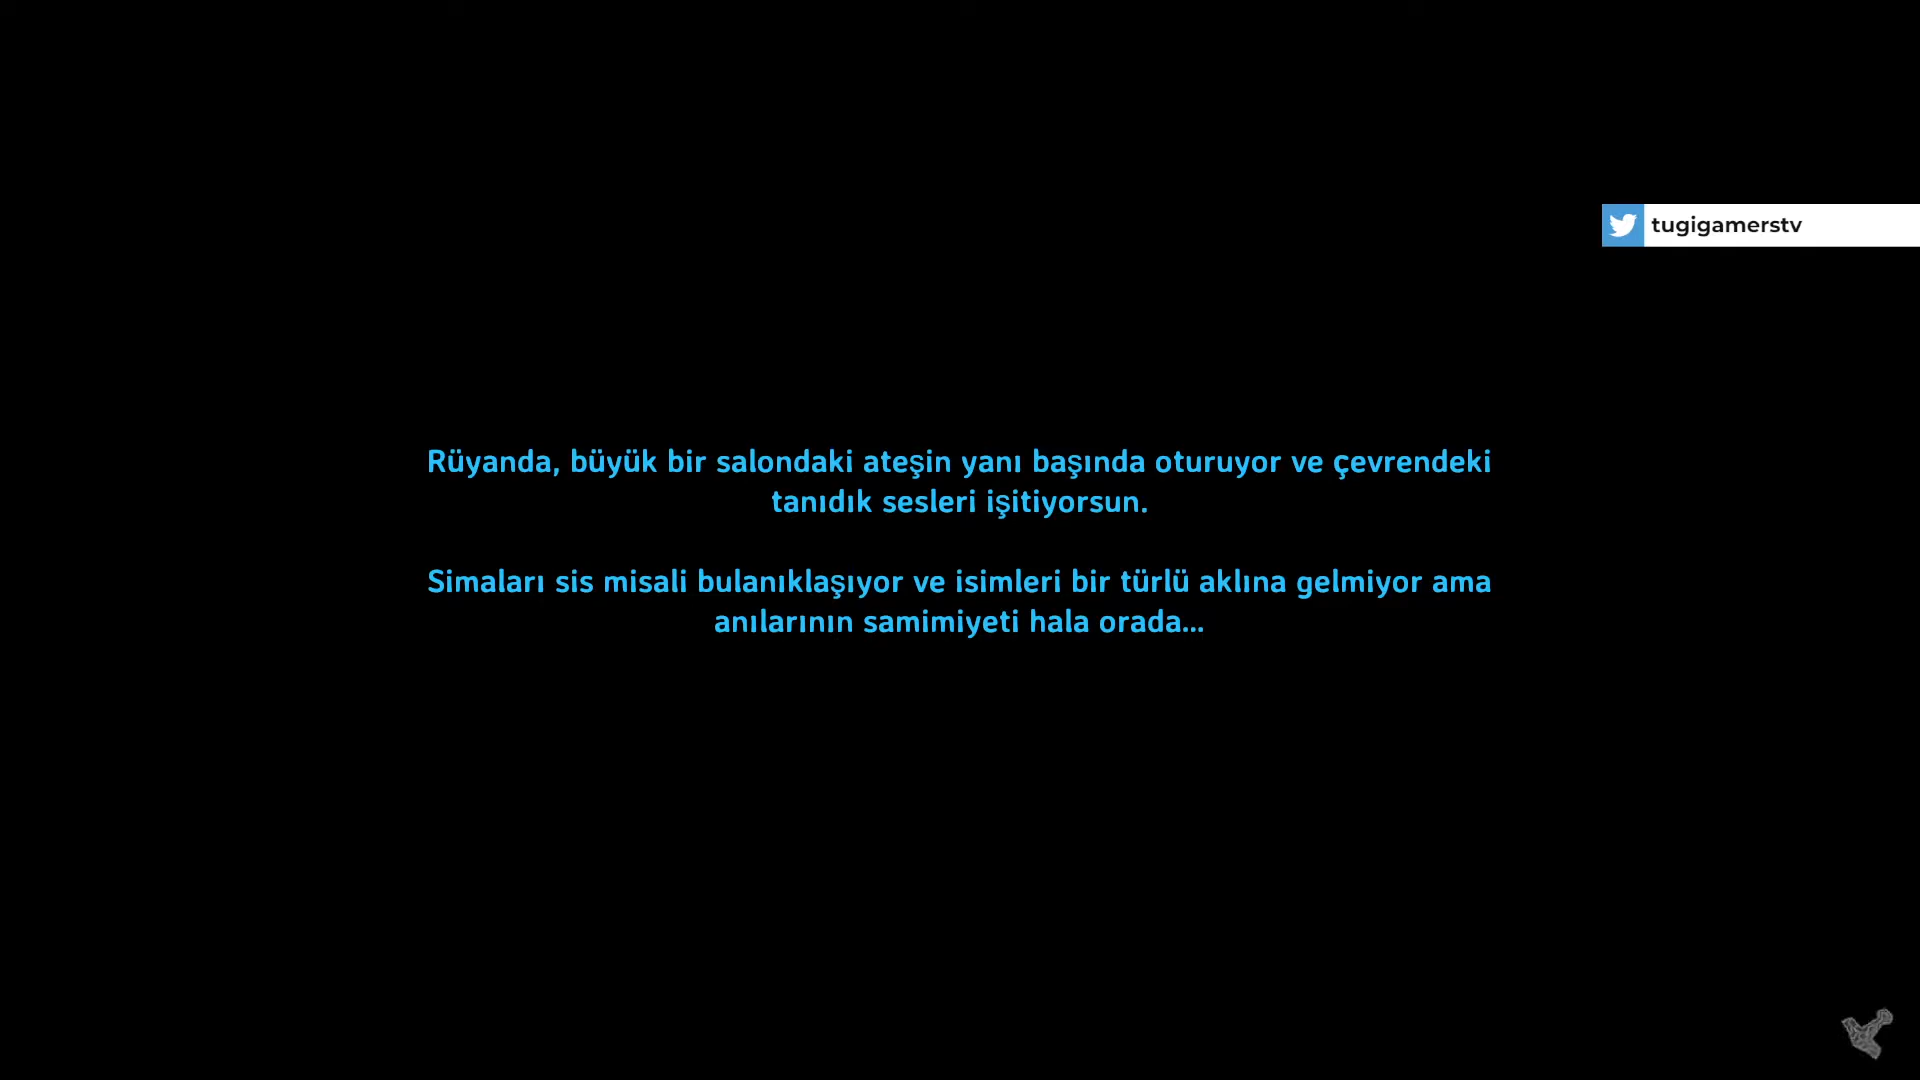 tugigamerstv
Rüyanda, büyük bir salondaki ateşin yanı başında oturuyor ve çevrendeki
tanıdık sesleri işitiyorsun.
Simaları sis misali bulanıklaşıyor ve isimleri bir türlü aklına gelmiyor ama
anılarının samimiyeti hala orada...